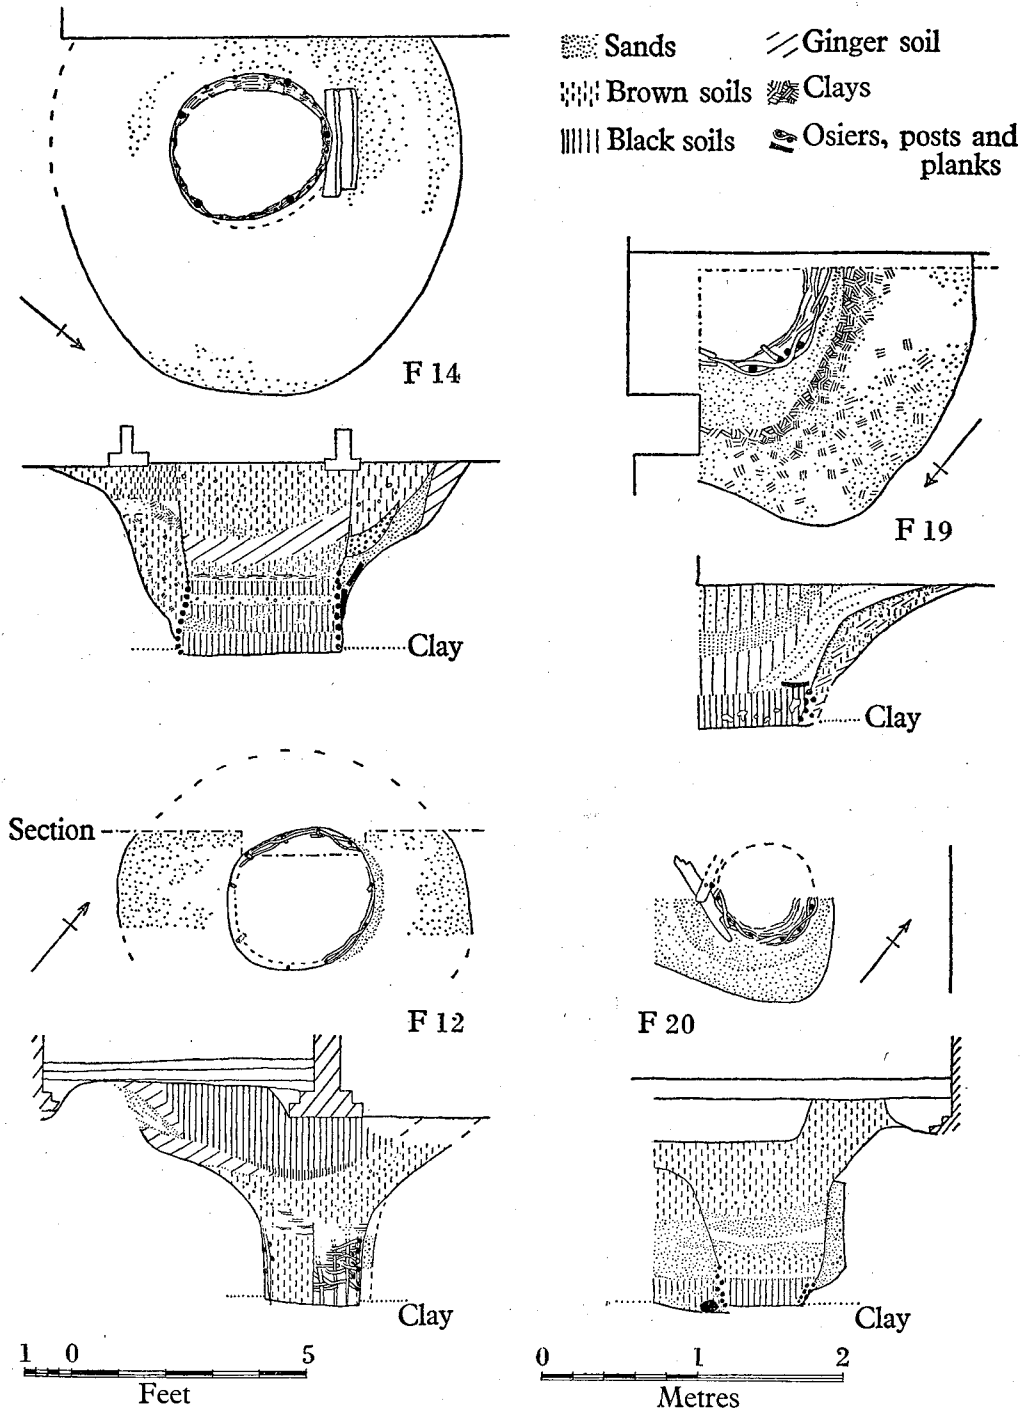 Sands
Ginger soil
Brown soils
Clays
Black soils
Osiers, posts and
planks
F 14
F 19
Clay
Clay
Section
F 12
F 20
Clay
Clay
1 0 5
Feet
0 1 2
Metres